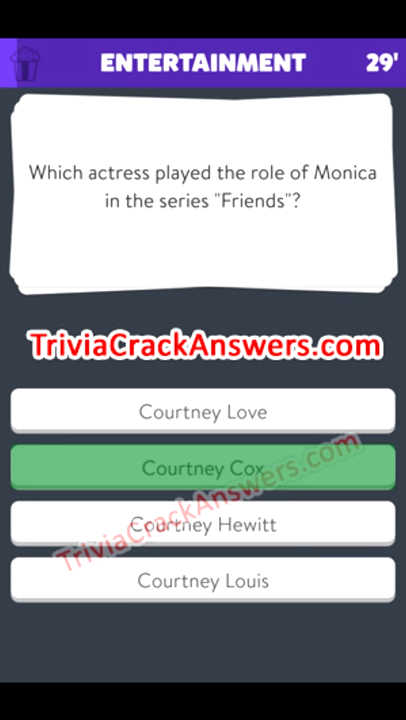 ENTERTAINMENT 29'
Which actress played the role of Monica
in the series "Friends"?
TriviaCrackAnswers.com
Courtney Love
Courtney Cox
Courtney Hewitt
TriviaCrackAnswers.com
Courtney Louis